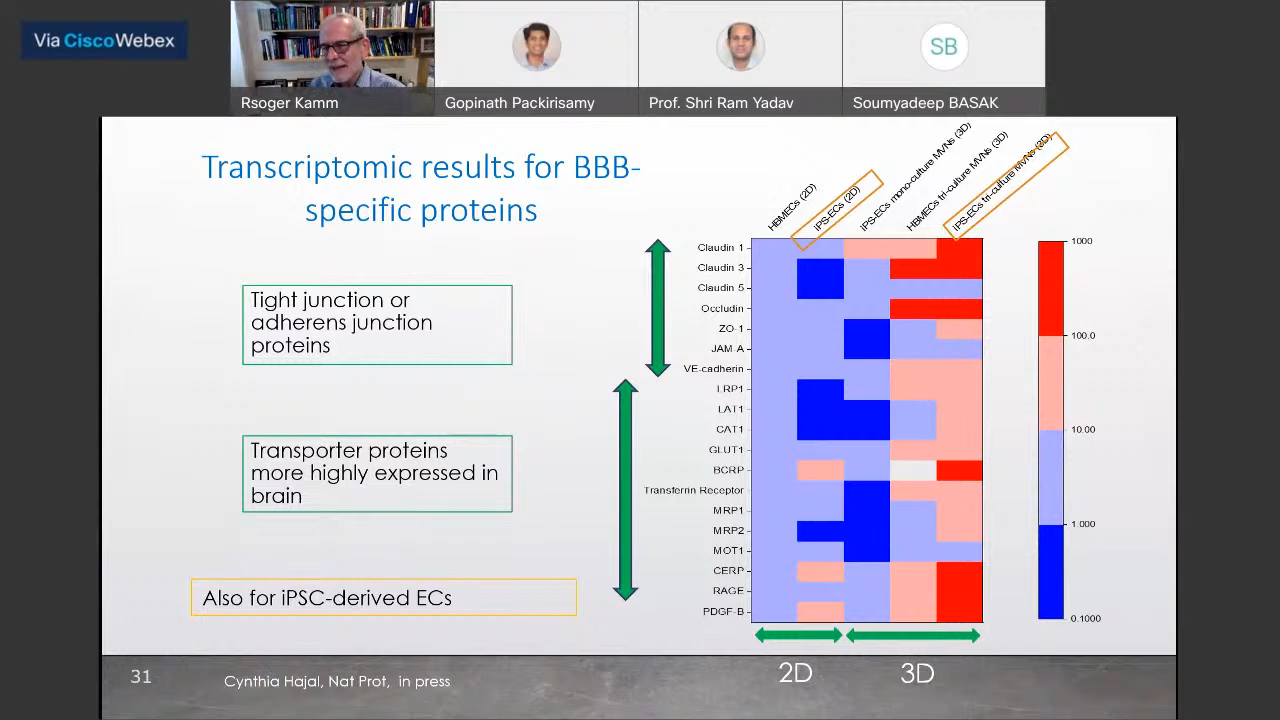 Via Cisco Webex
Rsoger Kamm
Gopinath Packirisamy
Prof. Shri Ram Yadav
SB
Soumyadeep BASAK
Transcriptomic results for BBB-
specific proteins
Tight junction or
adherens junction
proteins
Transporter proteins
more highly expressed in
brain
Also for iPSC-derived ECs
HBMECs (2D)
iPS-ECs (2D)
iPS-ECs mono-culture MVNs (3D)
HBMECs tri-culture MVNs (3D)
iPS-ECs tri-culture MVNs (3D)
Claudin 1
Claudin 3
Claudin 5
Occludin
ZO-1
JAM A
VE-cadherin
LRP1
LAT1
CAT1
GLUT1
BCRP
Transferrin Receptor
MRP1
MRP2
MOT1
CERP
RAGE
PDGF-B
1000
100.0
10.00
1.000
0.1000
2D
3D
31
Cynthia Hajal, Nat Prot, in press